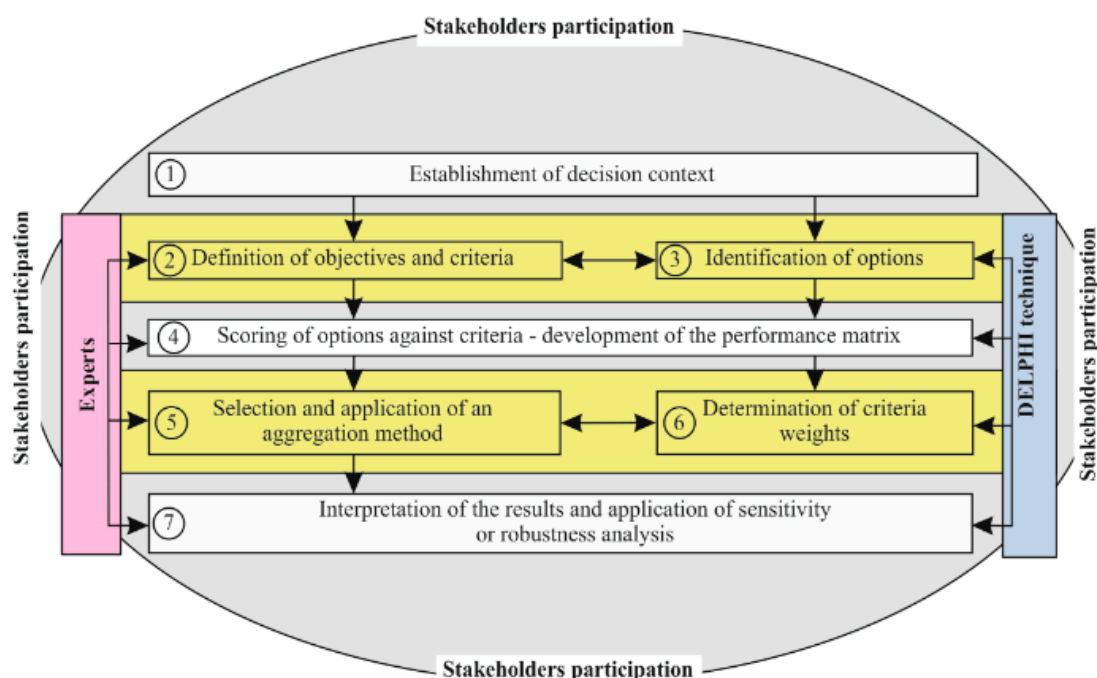 Stakeholders participation
1
Establishment of decision context
Stakeholders participation
Experts
2
Definition of objectives and criteria
3
Identification of options
4
Scoring of options against criteria - development of the performance matrix
5
Selection and application of an
aggregation method
6
Determination of criteria
weights
7
Interpretation of the results and application of sensitivity
or robustness analysis
DELPHI technique
Stakeholders participation
Stakeholders participation